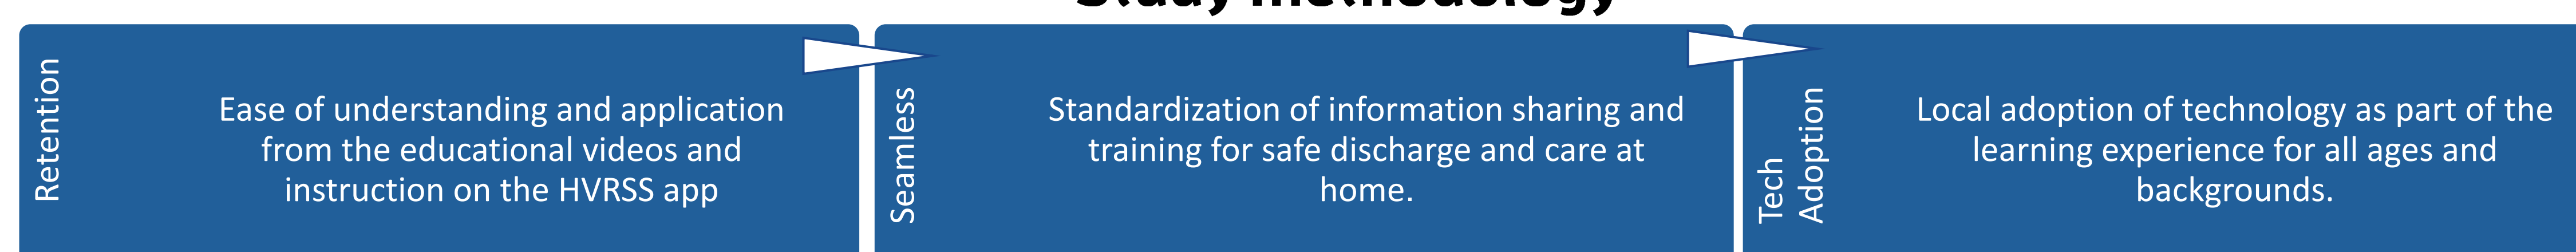 Study methodology
Retention
Ease of understanding and application
from the educational videos and
instruction on the HVRSS app
Seamless
Standardization of information sharing and
training for safe discharge and care at
home.
Tech
Adoption
Local adoption of technology as part of the
learning experience for all ages and
backgrounds.